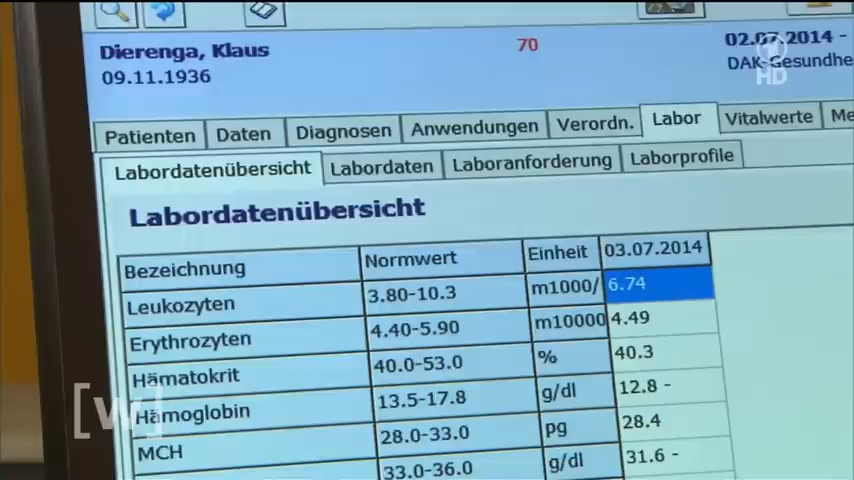 Dierenga, Klaus 70 02.07.2014 -
09.11.1936 DAK-Gesundhe
HD
Patienten Daten Diagnosen Anwendungen Verordn. Labor Vitalwerte Me
Labordatenübersicht Labordaten Laboranforderung Laborprofile
Labordatenübersicht
Bezeichnung Normwert Einheit 03.07.2014
Leukozyten 3.80-10.3 m1000/ 6.74
Erythrozyten 4.40-5.90 m10000 4.49
Hämatokrit 40.0-53.0 % 40.3
Hämoglobin 13.5-17.8 g/dl 12.8 -
MCH 28.0-33.0 pg 28.4
33.0-36.0 g/dl 31.6 -
[w]